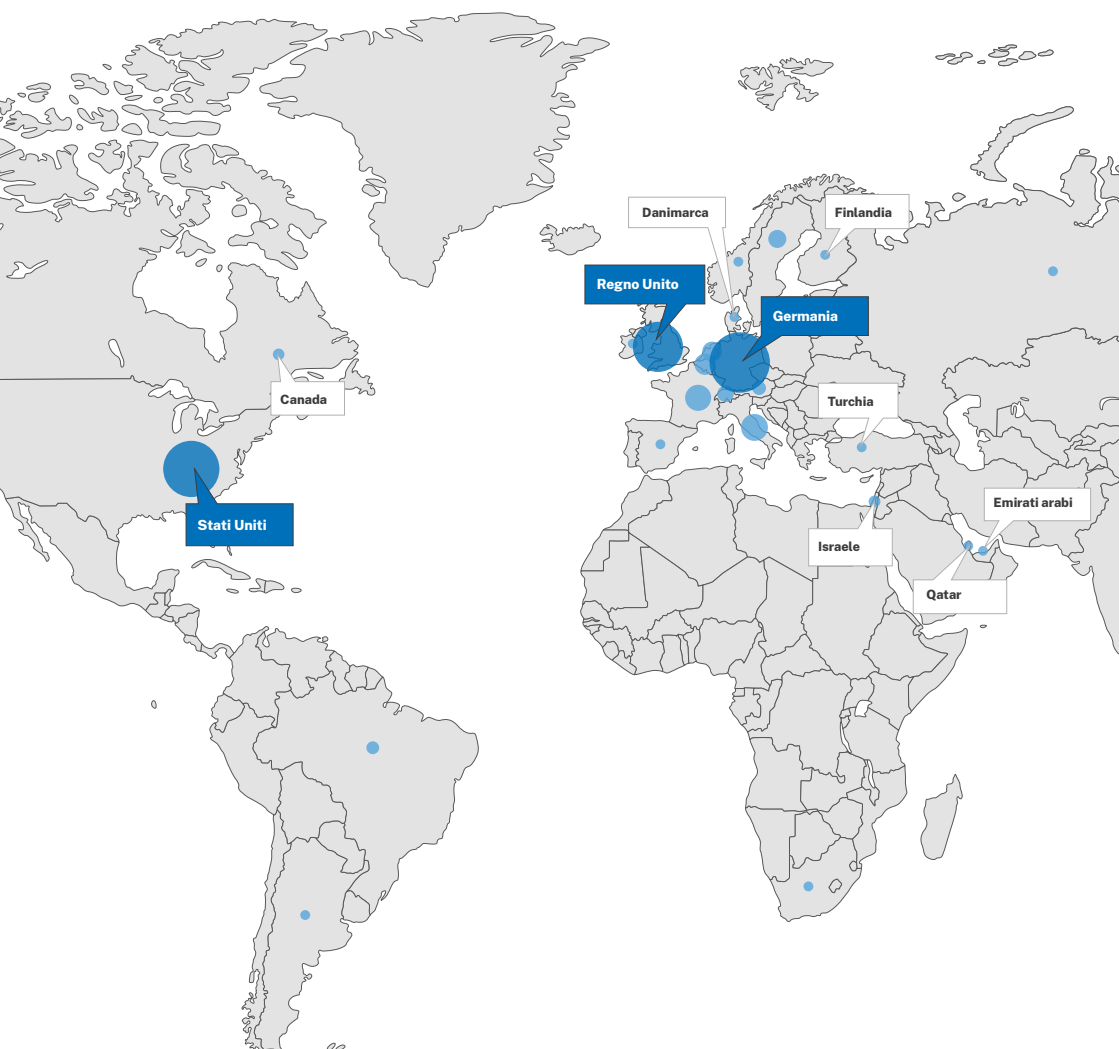 Danimarca
Finlandia
Regno Unito
Germania
Canada
Turchia
Stati Uniti
Emirati arabi
Israele
Qatar